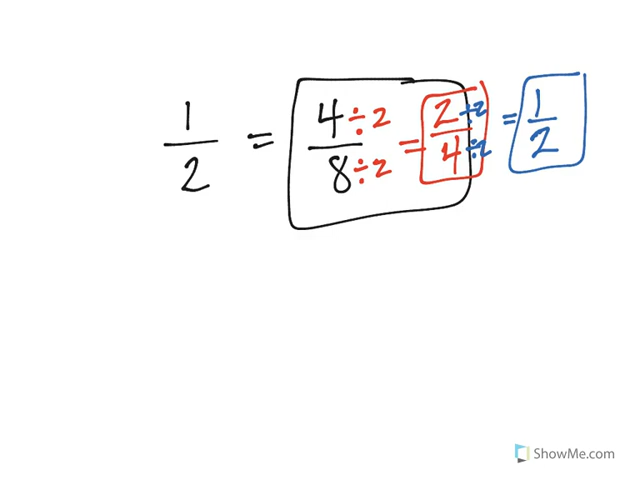 1/2 = 4÷2/8÷2 = 2÷2/4÷2 = 1/2
ShowMe.com